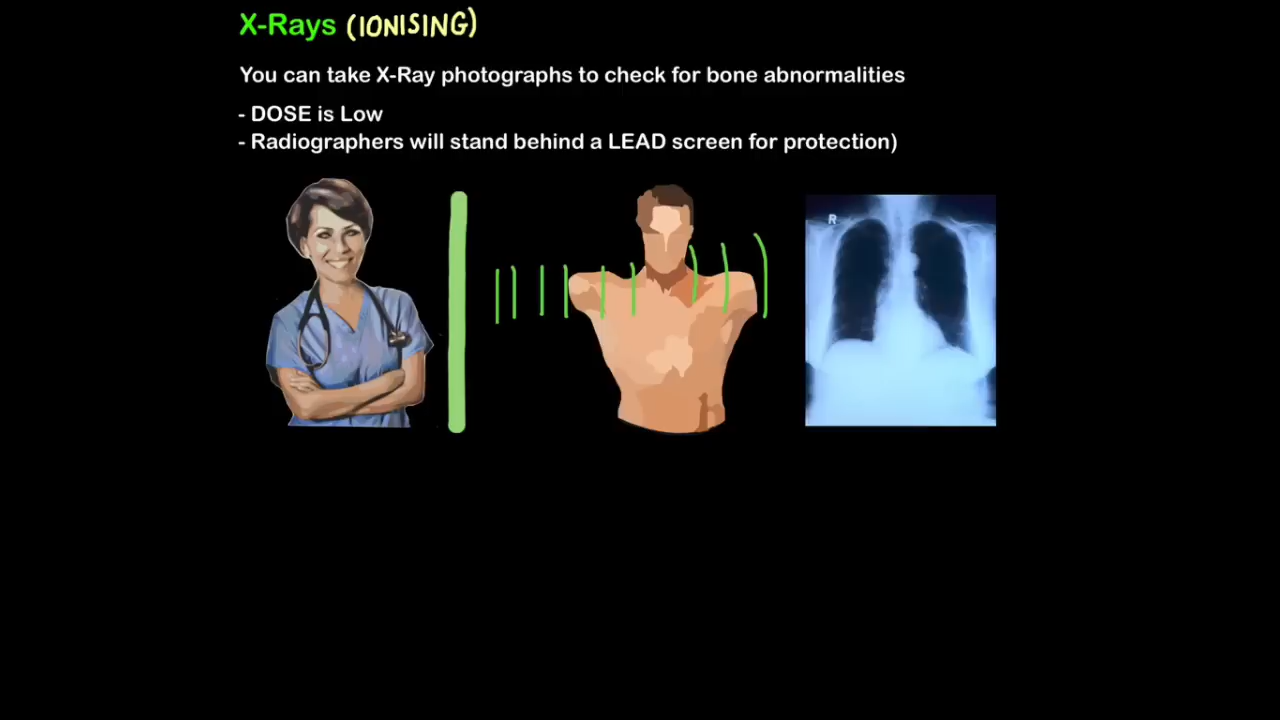 X-Rays (IONISING)
You can take X-Ray photographs to check for bone abnormalities
- DOSE is Low
- Radiographers will stand behind a LEAD screen for protection)
R